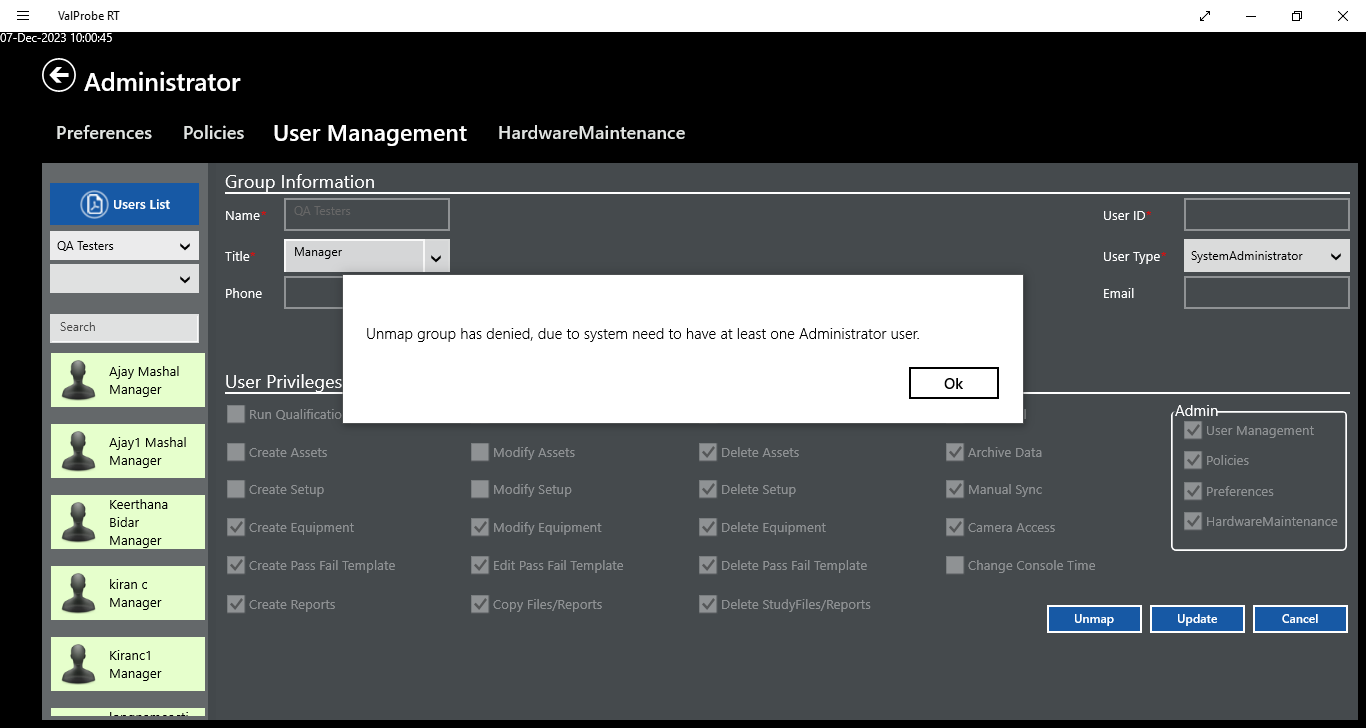 ValProbe RT
07-Dec-2023 10:00:45
Administrator
Preferences Policies User Management HardwareMaintenance
Users List
QA Testers
Search
Ajay Mashal
Manager
Ajay1 Mashal
Manager
Keerthana
Bidar
Manager
kiran c
Manager
Kiranc1
Manager
Group Information
Name* QA Testers
User ID*
Title* Manager
User Type* SystemAdministrator
Phone
Email
Unmap group has denied, due to system need to have at least one Administrator user.
Ok
User Privileges
Run Qualificatio
Create Assets Modify Assets Delete Assets Archive Data
Create Setup Modify Setup Delete Setup Manual Sync
Create Equipment Modify Equipment Delete Equipment Camera Access
Create Pass Fail Template Edit Pass Fail Template Delete Pass Fail Template Change Console Time
Create Reports Copy Files/Reports Delete StudyFiles/Reports
Admin
User Management
Policies
Preferences
HardwareMaintenance
Unmap Update Cancel